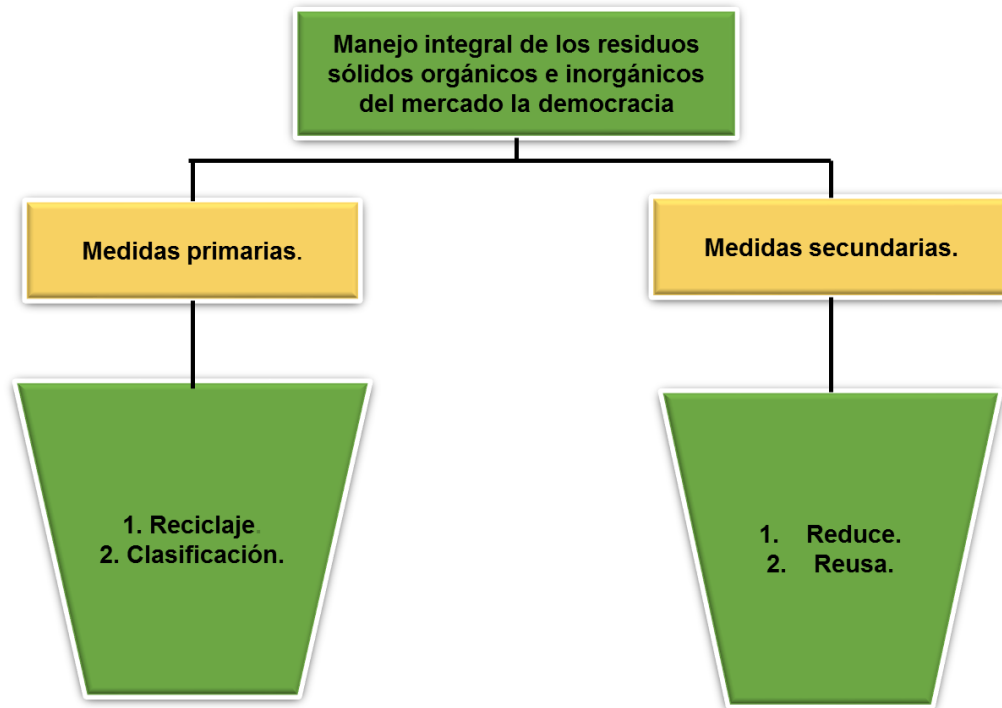 Manejo integral de los residuos
sólidos orgánicos e inorgánicos
del mercado la democracia
Medidas primarias.
Medidas secundarias.
1. Reciclaje.
2. Clasificación.
1. Reduce.
2. Reusa.